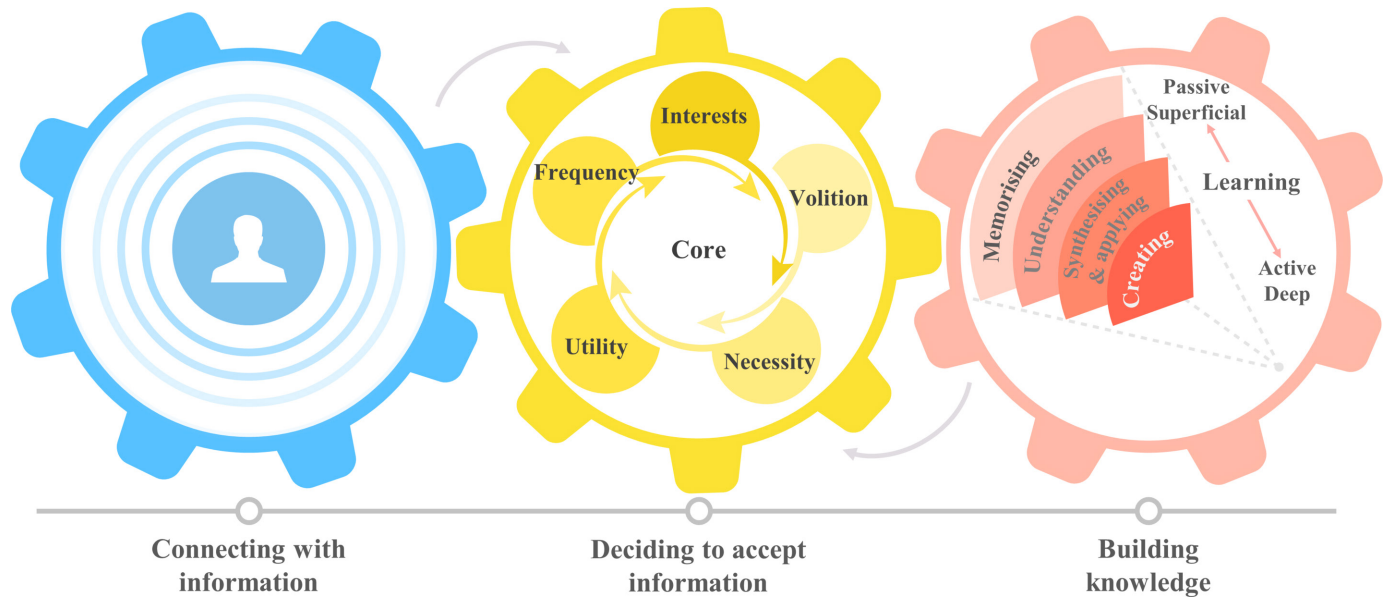 Interests
Frequency
Volition
Core
Utility
Necessity
Memorising
Understanding
Synthesising
& applying
Creating
Passive
Superficial
Learning
Active
Deep
Connecting with
information
Deciding to accept
information
Building
knowledge